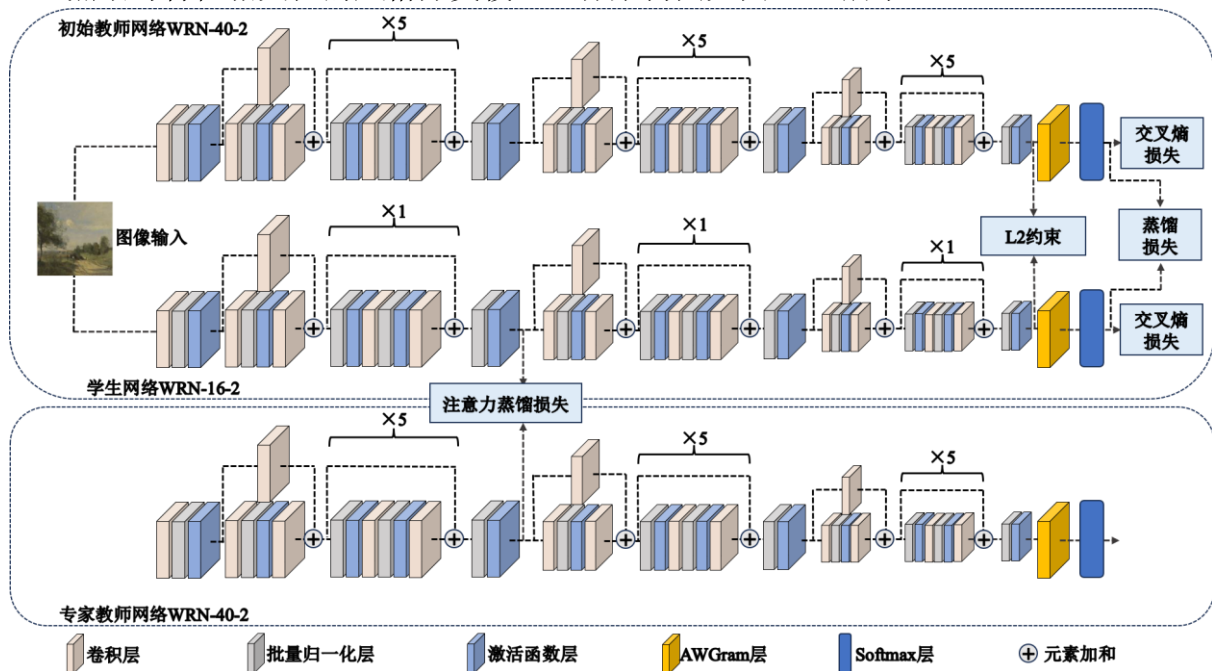 初始教师网络WRN-40-2
×5
×5
×5
交叉熵
损失
图像输入
×1
×1
×1
L2约束
蒸馏
损失
交叉熵
损失
学生网络WRN-16-2
注意力蒸馏损失
×5
×5
×5
专家教师网络WRN-40-2
卷积层
批量归一化层
激活函数层
AWGram层
Softmax层
元素加和